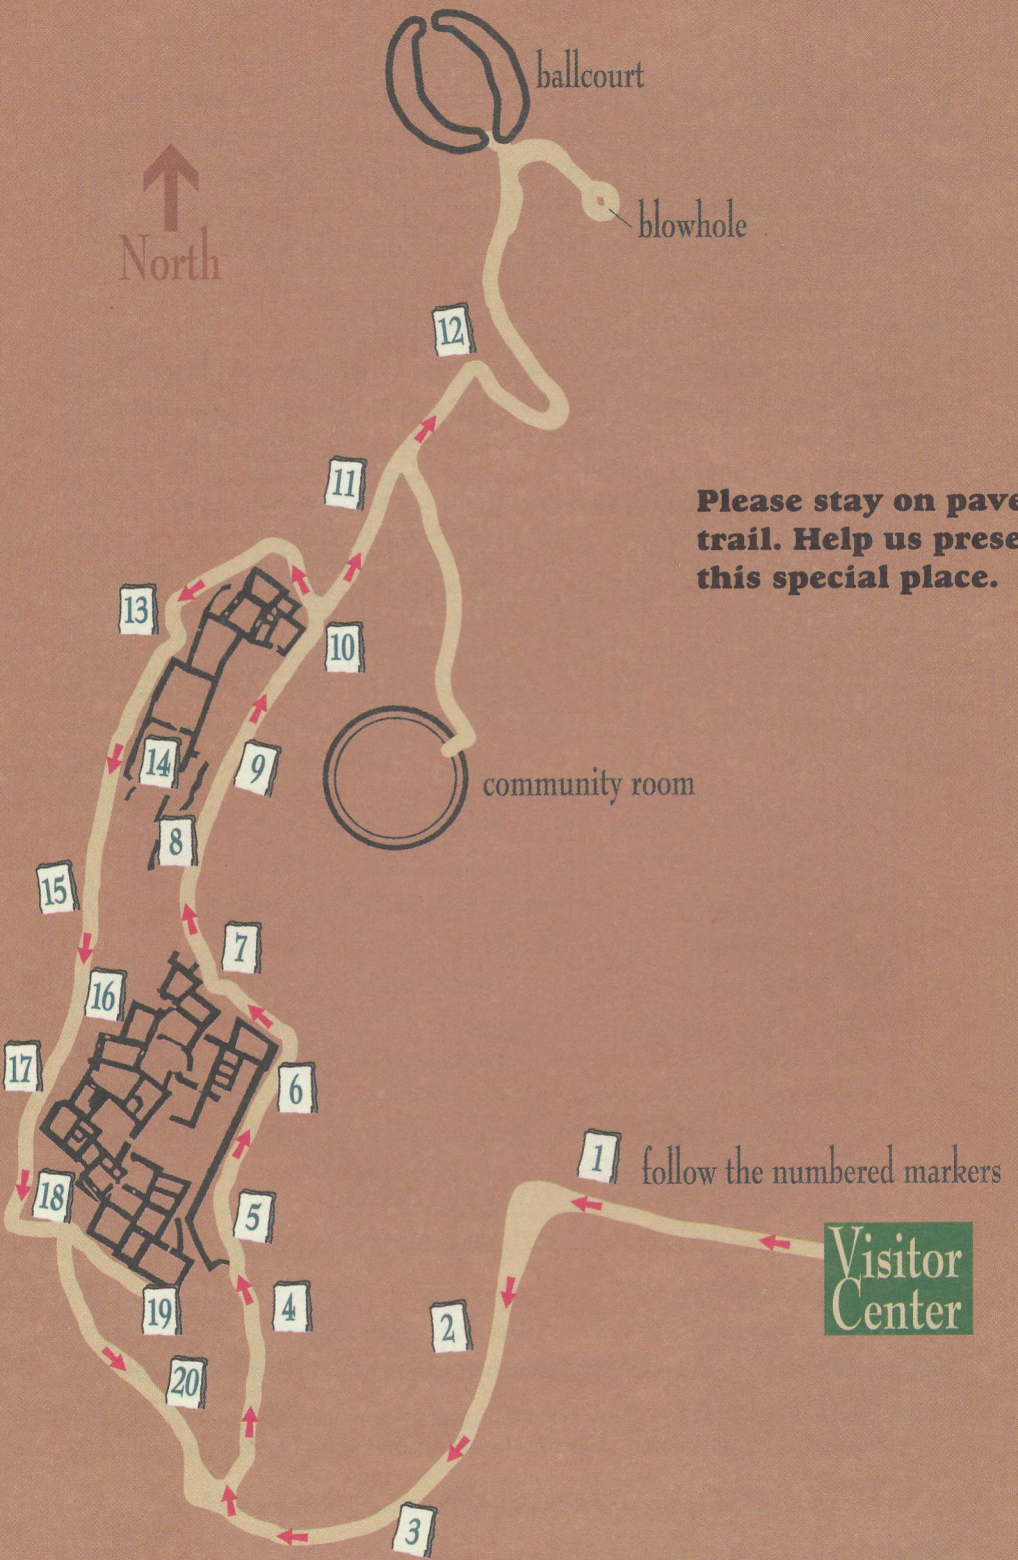 ballcourt
blowhole
North
12
11
Please stay on pave
trail. Help us prese
this special place.
13
10
14
9
community room
8
15
7
16
17
6
1
follow the numbered markers
18
5
Visitor
Center
19
4
2
20
3